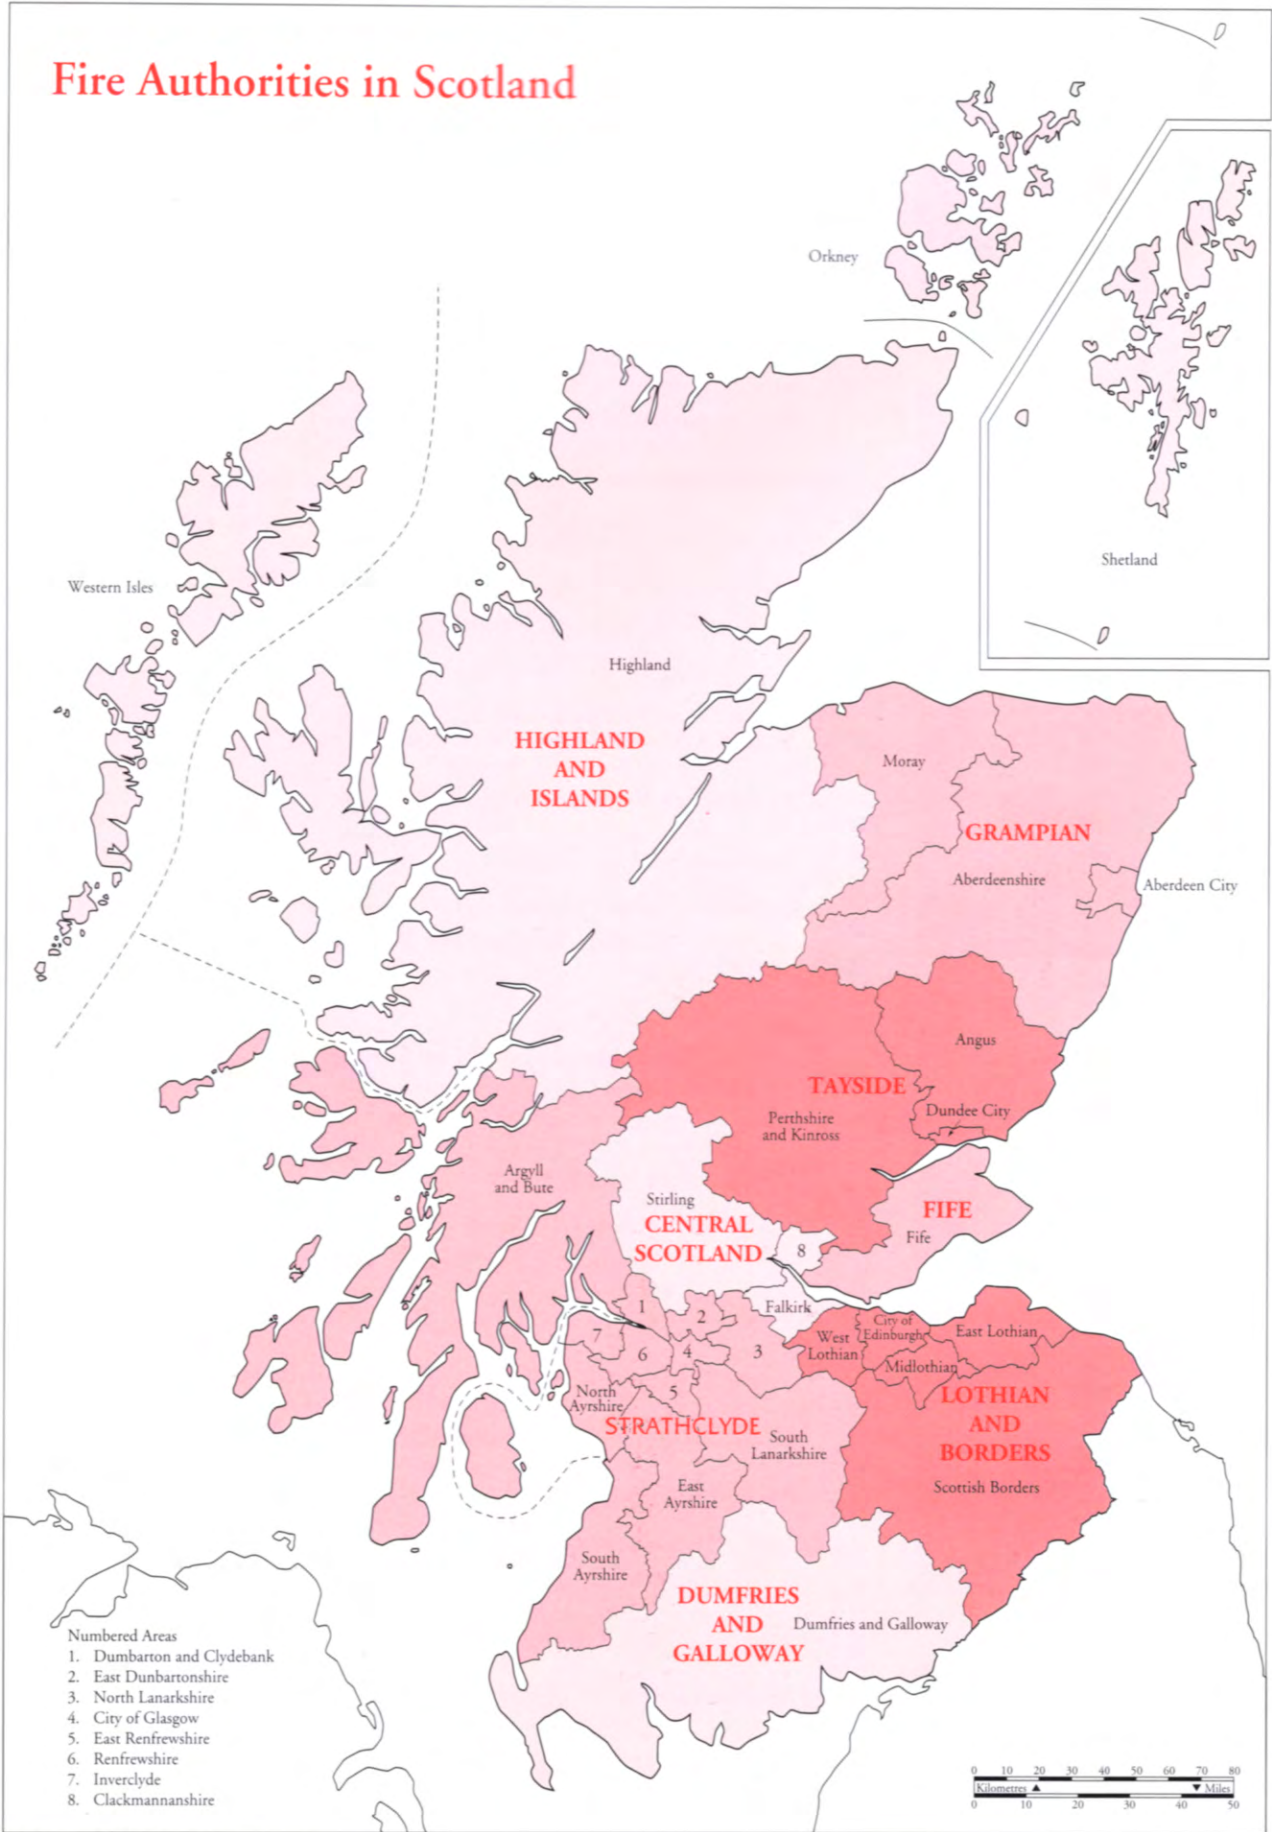 Fire Authorities in Scotland
Orkney
Shetland
Western Isles
Highland
HIGHLAND
AND
ISLANDS
Moray
GRAMPIAN
Aberdeenshire
Aberdeen City
Angus
TAYSIDE
Dundee City
Perthshire
and Kinross
Argyll
and Bute
Stirling
CENTRAL
SCOTLAND
FIFE
Fife
8
1
2
Falkirk
7
6
4
3
5
West
Lothian
City of
Edinburgh
East Lothian
Midlothian
LOTHIAN
AND
BORDERS
Scottish Borders
North
Ayrshire
STRATHCLYDE
South
Lanarkshire
East
Ayrshire
South
Ayrshire
DUMFRIES
AND
GALLOWAY
Dumfries and Galloway
Numbered Areas
1. Dumbarton and Clydebank
2. East Dunbartonshire
3. North Lanarkshire
4. City of Glasgow
5. East Renfrewshire
6. Renfrewshire
7. Inverclyde
8. Clackmannanshire
0 10 20 30 40 50 60 70 80
Kilometres ▲ ▼ Miles
0 10 20 30 40 50